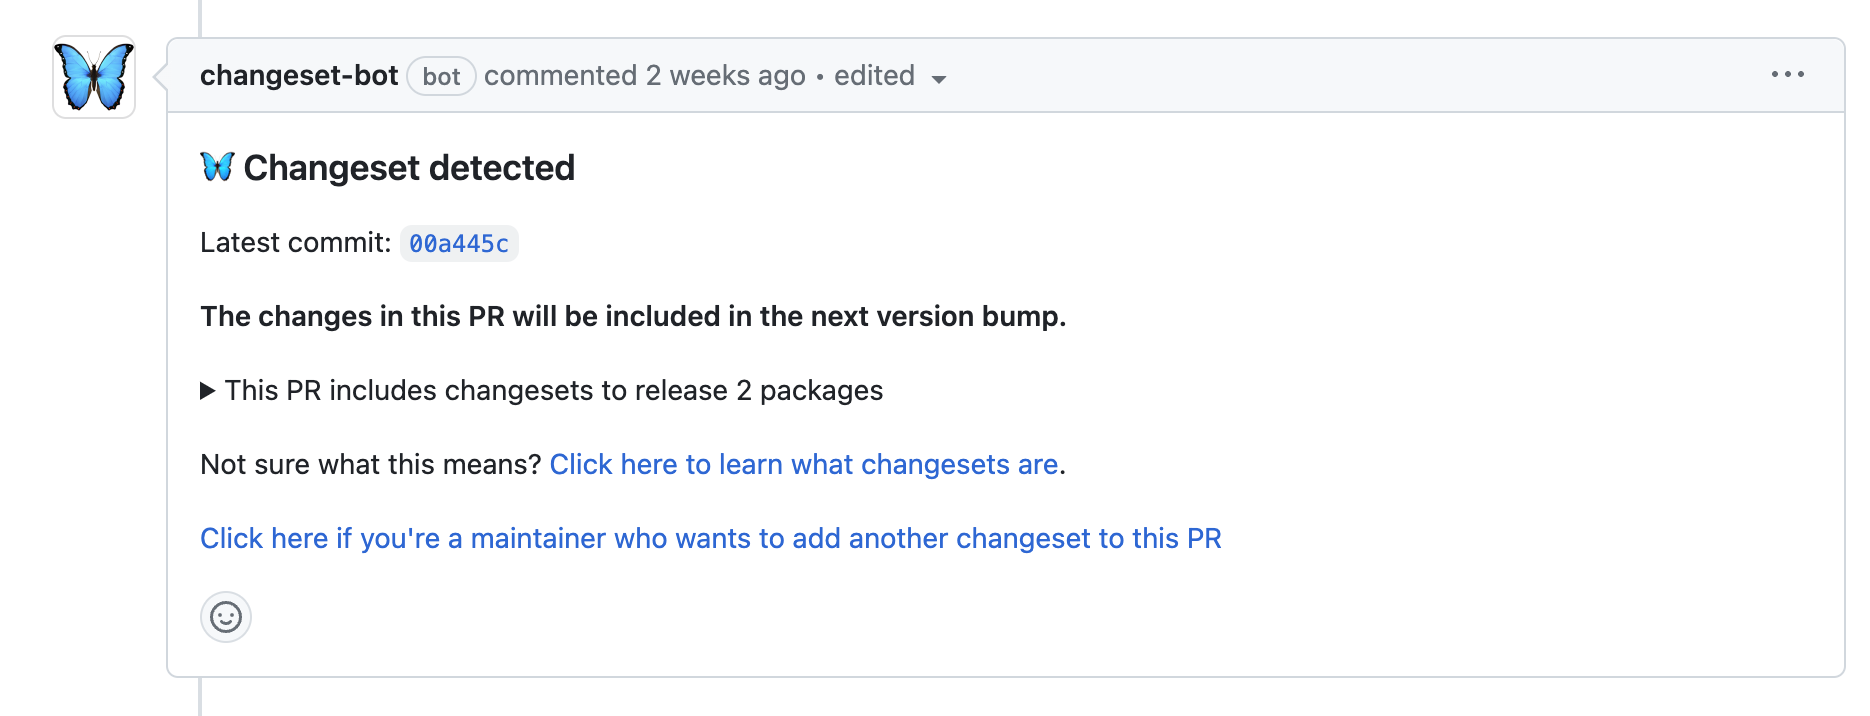 changeset-bot bot commented 2 weeks ago • edited
🦋 Changeset detected
Latest commit: 00a445c
The changes in this PR will be included in the next version bump.
▶ This PR includes changesets to release 2 packages
Not sure what this means? Click here to learn what changesets are.
Click here if you're a maintainer who wants to add another changeset to this PR